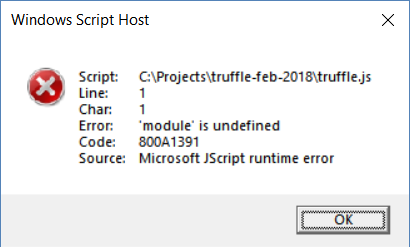 Windows Script Host
Script: C:\Projects\truffle-feb-2018\truffle.js
Line: 1
Char: 1
Error: 'module' is undefined
Code: 800A1391
Source: Microsoft JScript runtime error
OK